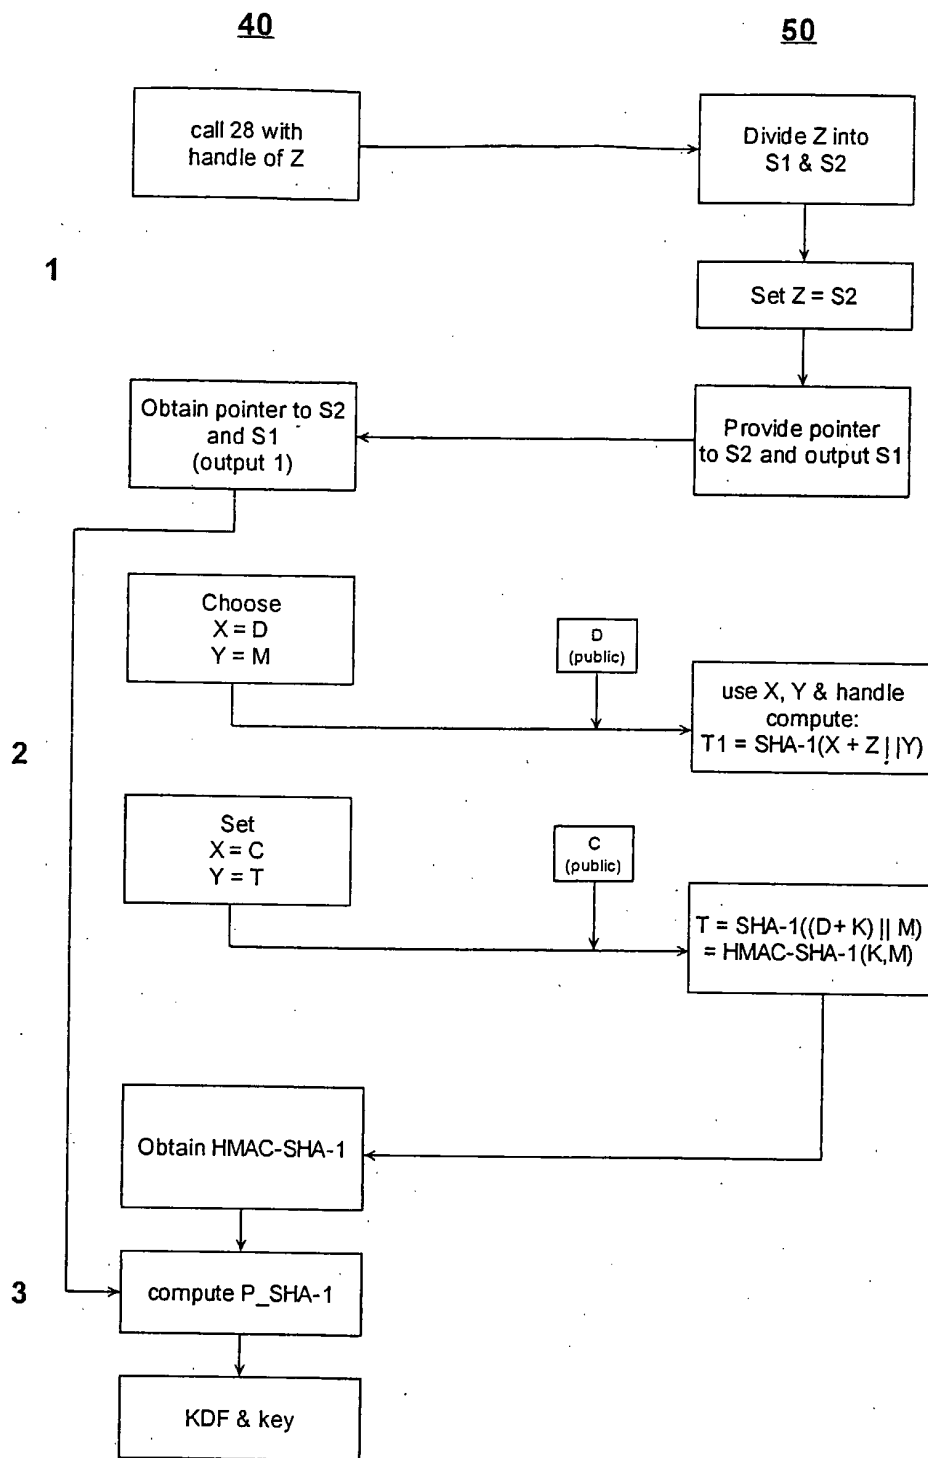 40
50
call 28 with
handle of Z
Divide Z into
S1 & S2
1
Set Z = S2
Obtain pointer to S2
and S1
(output 1)
Provide pointer
to S2 and output S1
Choose
X = D
Y = M
D
(public)
use X, Y & handle
compute:
T1 = SHA-1(X + Z | |Y)
2
Set
X = C
Y = T
C
(public)
T = SHA-1((D+ K) || M)
= HMAC-SHA-1(K,M)
Obtain HMAC-SHA-1
3
compute P_SHA-1
KDF & key